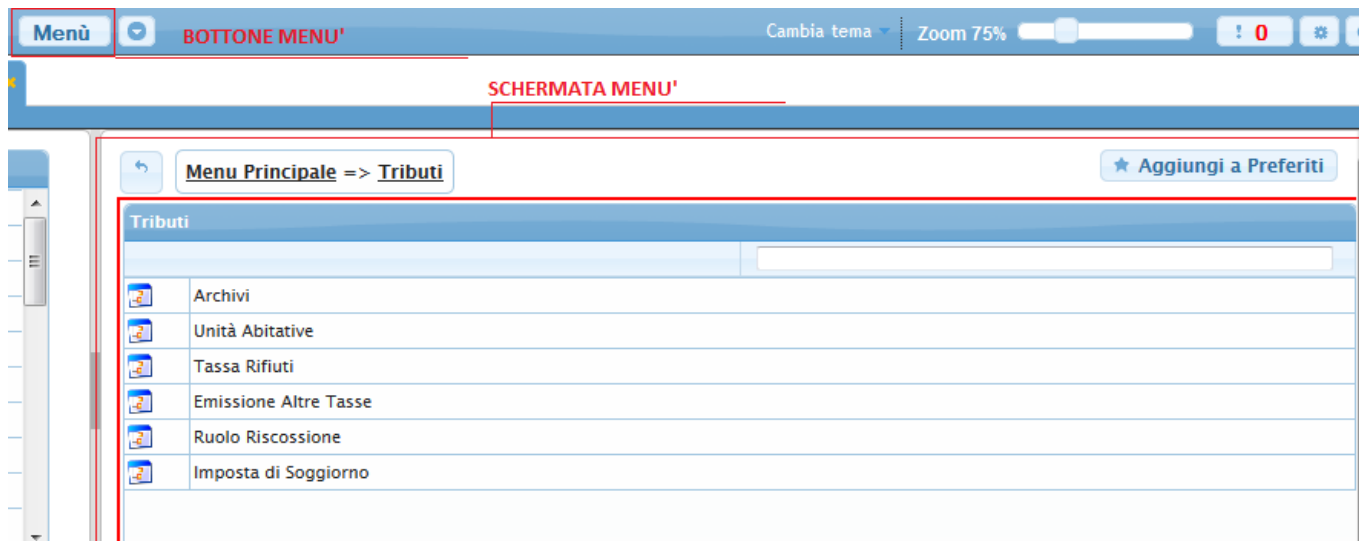 Menù BOTTONE MENU' Cambia tema Zoom 75% ! 0
SCHERMATA MENU'
Menu Principale => Tributi Aggiungi a Preferiti
Tributi
Archivi
Unità Abitative
Tassa Rifiuti
Emissione Altre Tasse
Ruolo Riscossione
Imposta di Soggiorno